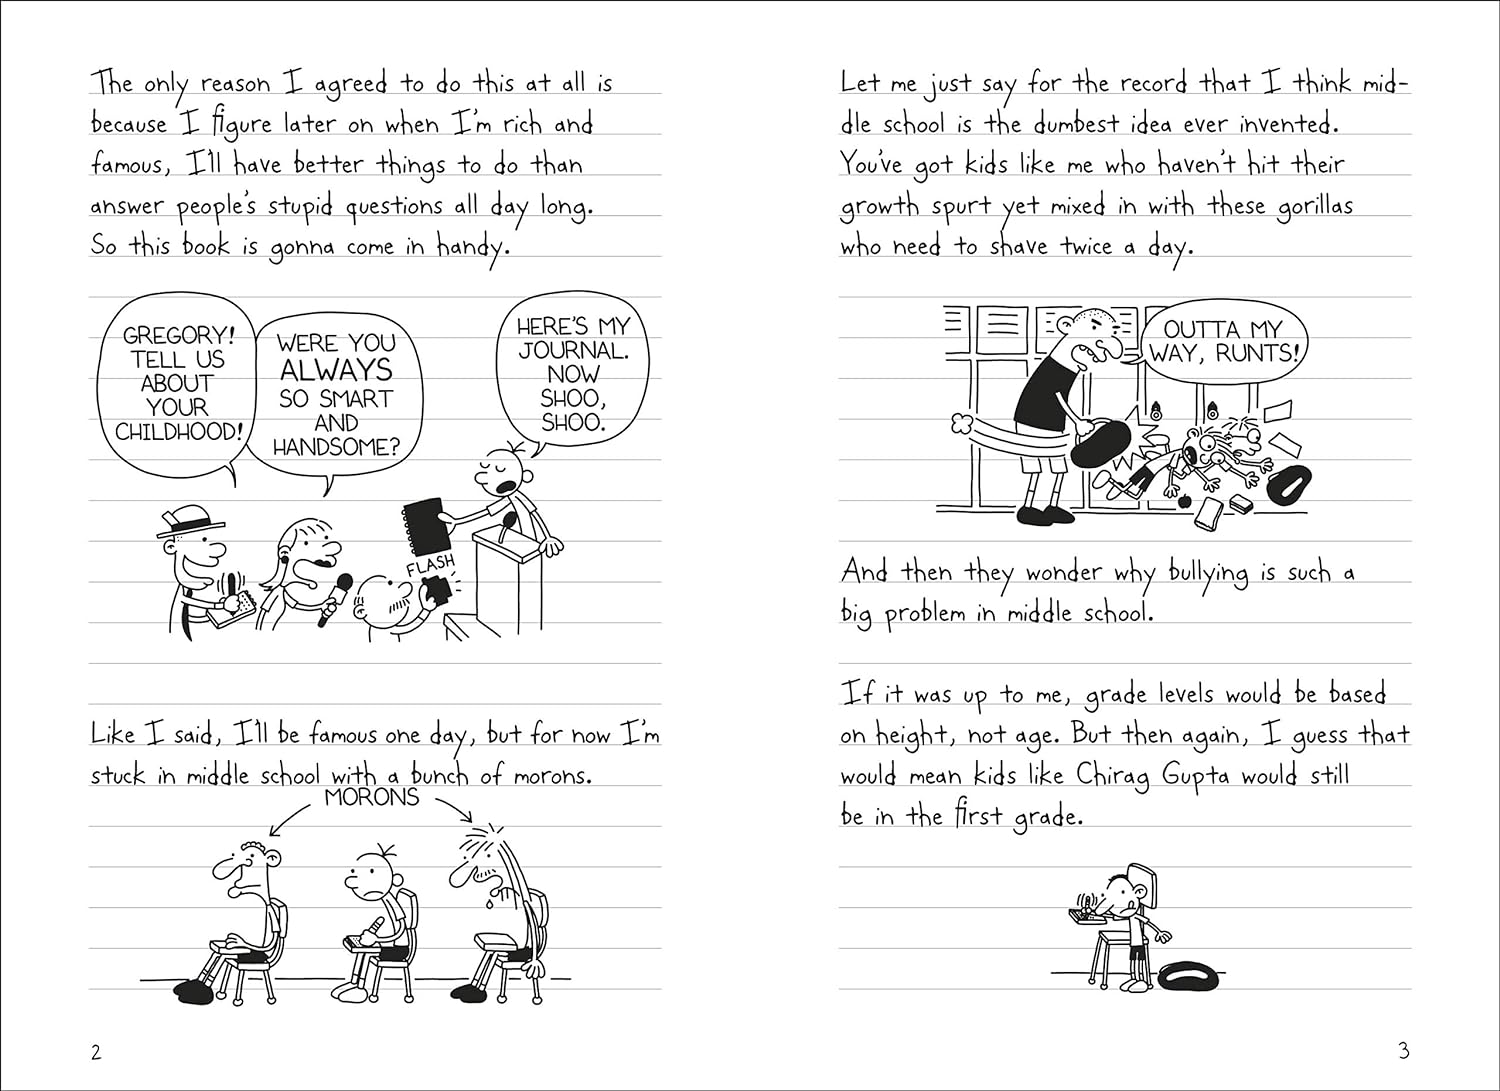 The only reason I agreed to do this at all is
because I figure later on when I'm rich and
famous, I'll have better things to do than
answer people's stupid questions all day long.
So this book is gonna come in handy.
GREGORY!
TELL US
ABOUT
YOUR
CHILDHOOD!
WERE YOU
ALWAYS
SO SMART
AND
HANDSOME?
HERE'S MY
JOURNAL.
NOW
SHOO,
SHOO.
FLASH
Like I said, I'll be famous one day, but for now I'm
stuck in middle school with a bunch of morons.
MORONS
2
Let me just say for the record that I think mid-
dle school is the dumbest idea ever invented.
You've got kids like me who haven't hit their
growth spurt yet mixed in with these gorillas
who need to shave twice a day.
OUTTA MY
WAY, RUNTS!
And then they wonder why bullying is such a
big problem in middle school.
If it was up to me, grade levels would be based
on height, not age. But then again, I guess that
would mean kids like Chirag Gupta would still
be in the first grade.
3